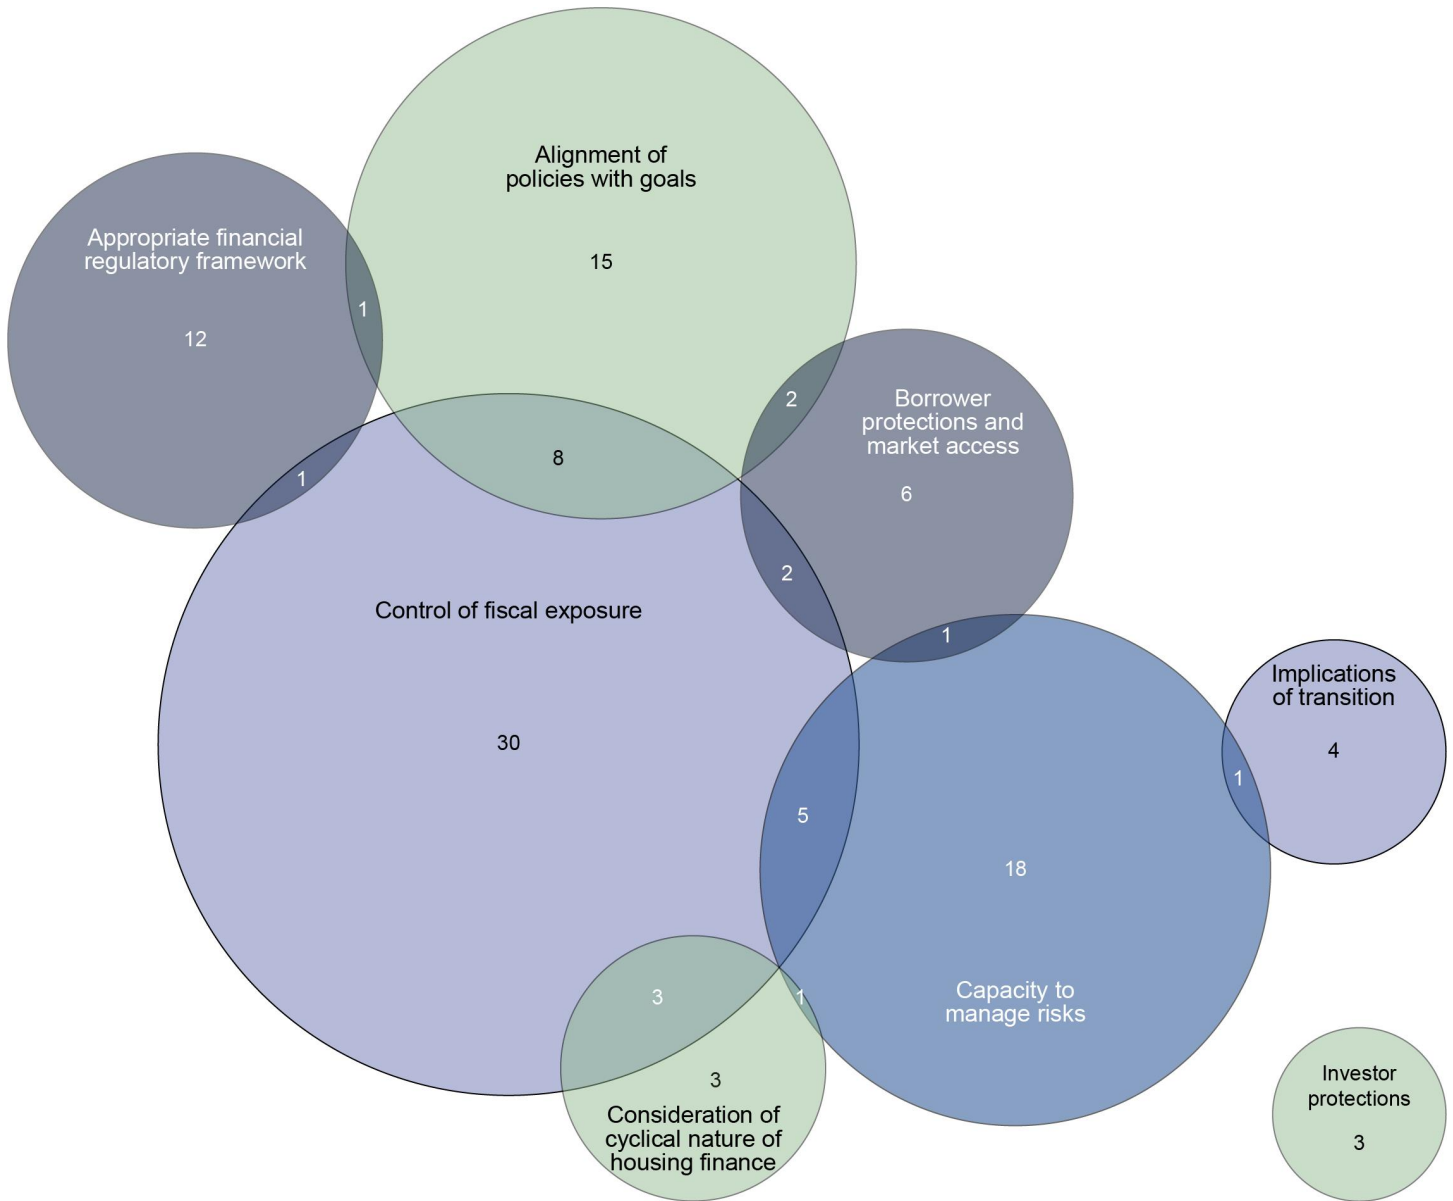 Alignment of
policies with goals
15
Appropriate financial
regulatory framework
12
1
1
8
2
Borrower
protections and
market access
6
2
1
Control of fiscal exposure
30
5
Implications
of transition
4
1
18
Capacity to
manage risks
3
1
3
Consideration of
cyclical nature of
housing finance
Investor
protections
3